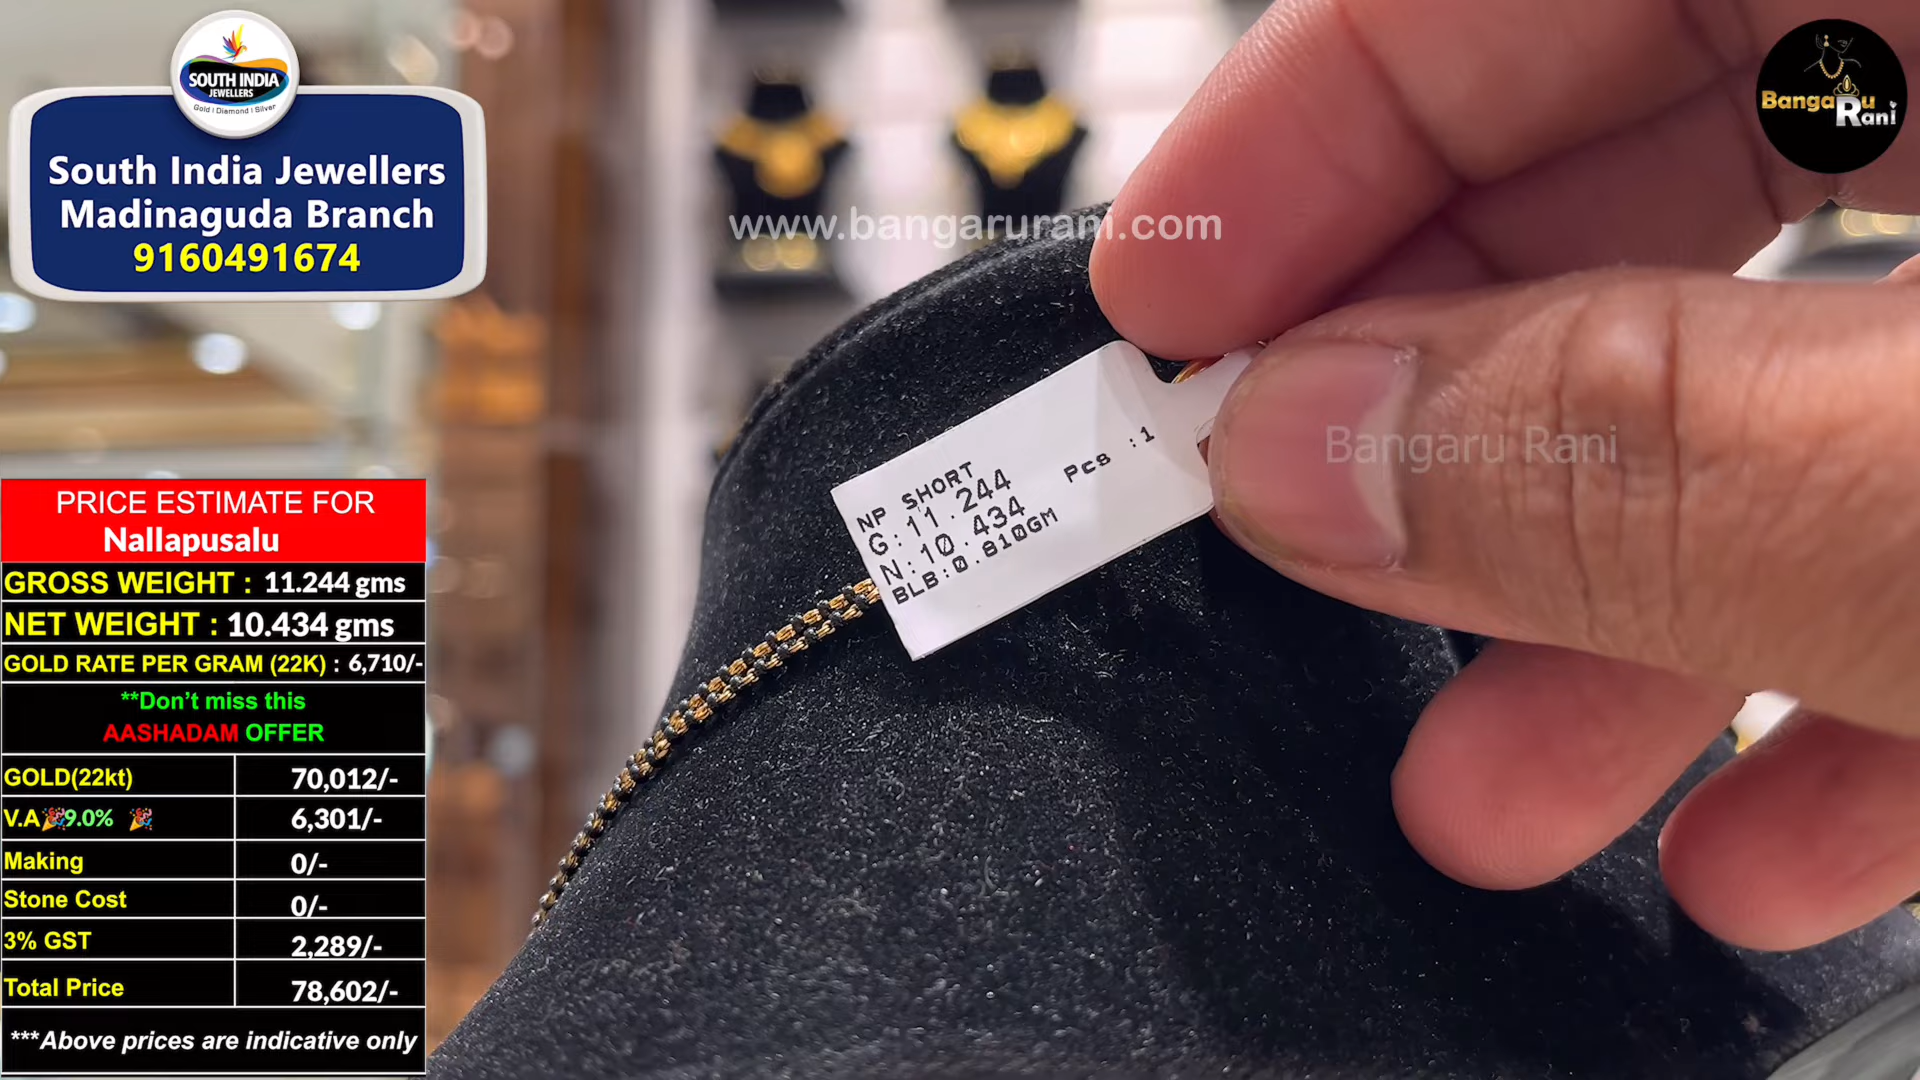 SOUTH INDIA
JEWELLERS
Gold | Diamond | Silver
South India Jewellers
Madinaguda Branch
9160491674
Bangaru
Rani
www.bangarurani.com
Bangaru Rani
NP SHORT
G:11.244 Pcs :1
N:10.434
BLB:0.810GM
PRICE ESTIMATE FOR
Nallapusalu
GROSS WEIGHT : 11.244 gms
NET WEIGHT : 10.434 gms
GOLD RATE PER GRAM (22K) : 6,710/-
**Don't miss this
AASHADAM OFFER
GOLD(22kt) 70,012/-
V.A🎉9.0% 🎉 6,301/-
Making 0/-
Stone Cost 0/-
3% GST 2,289/-
Total Price 78,602/-
***Above prices are indicative only